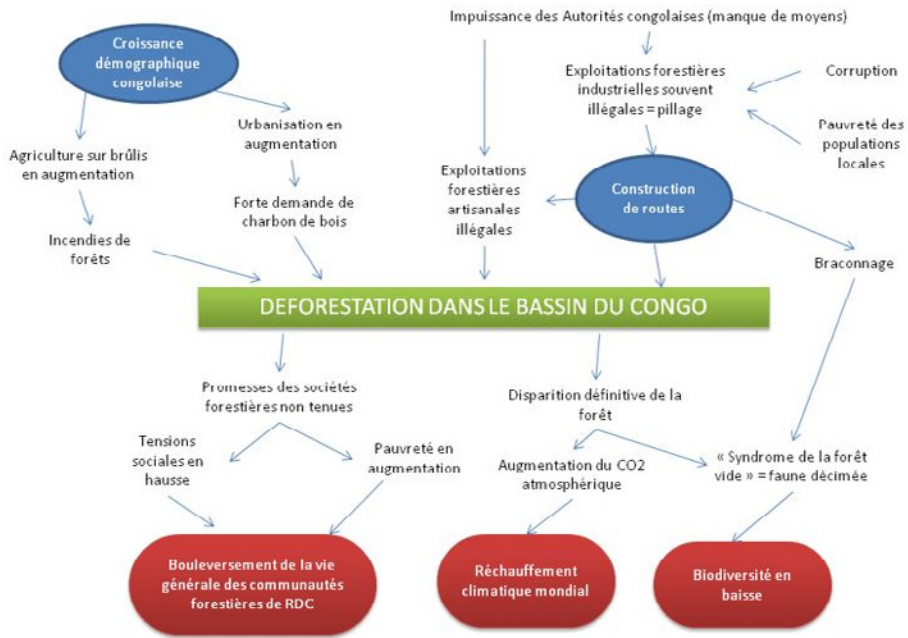 Impuissance des Autorités congolaises (manque de moyens)
Croissance
démographique
congolaise
Exploitations forestières
industrielles souvent
illégales = pillage
Corruption
Pauvreté des
populations
locales
Urbanisation en
augmentation
Agriculture sur brûlis
en augmentation
Exploitations
forestières
artisanales
illégales
Construction
de routes
Forte demande de
charbon de bois
Incendies de
forêts
Braconnage
DEFORESTATION DANS LE BASSIN DU CONGO
Promesses des sociétés
forestières non tenues
Disparition définitive de la
forêt
Tensions
sociales en
hausse
Pauvreté en
augmentation
Augmentation du CO2
atmosphérique
« Syndrome de la forêt
vide » = faune décimée
Bouleversement de la vie
générale des communautés
forestières de RDC
Réchauffement
climatique mondial
Biodiversité en
baisse